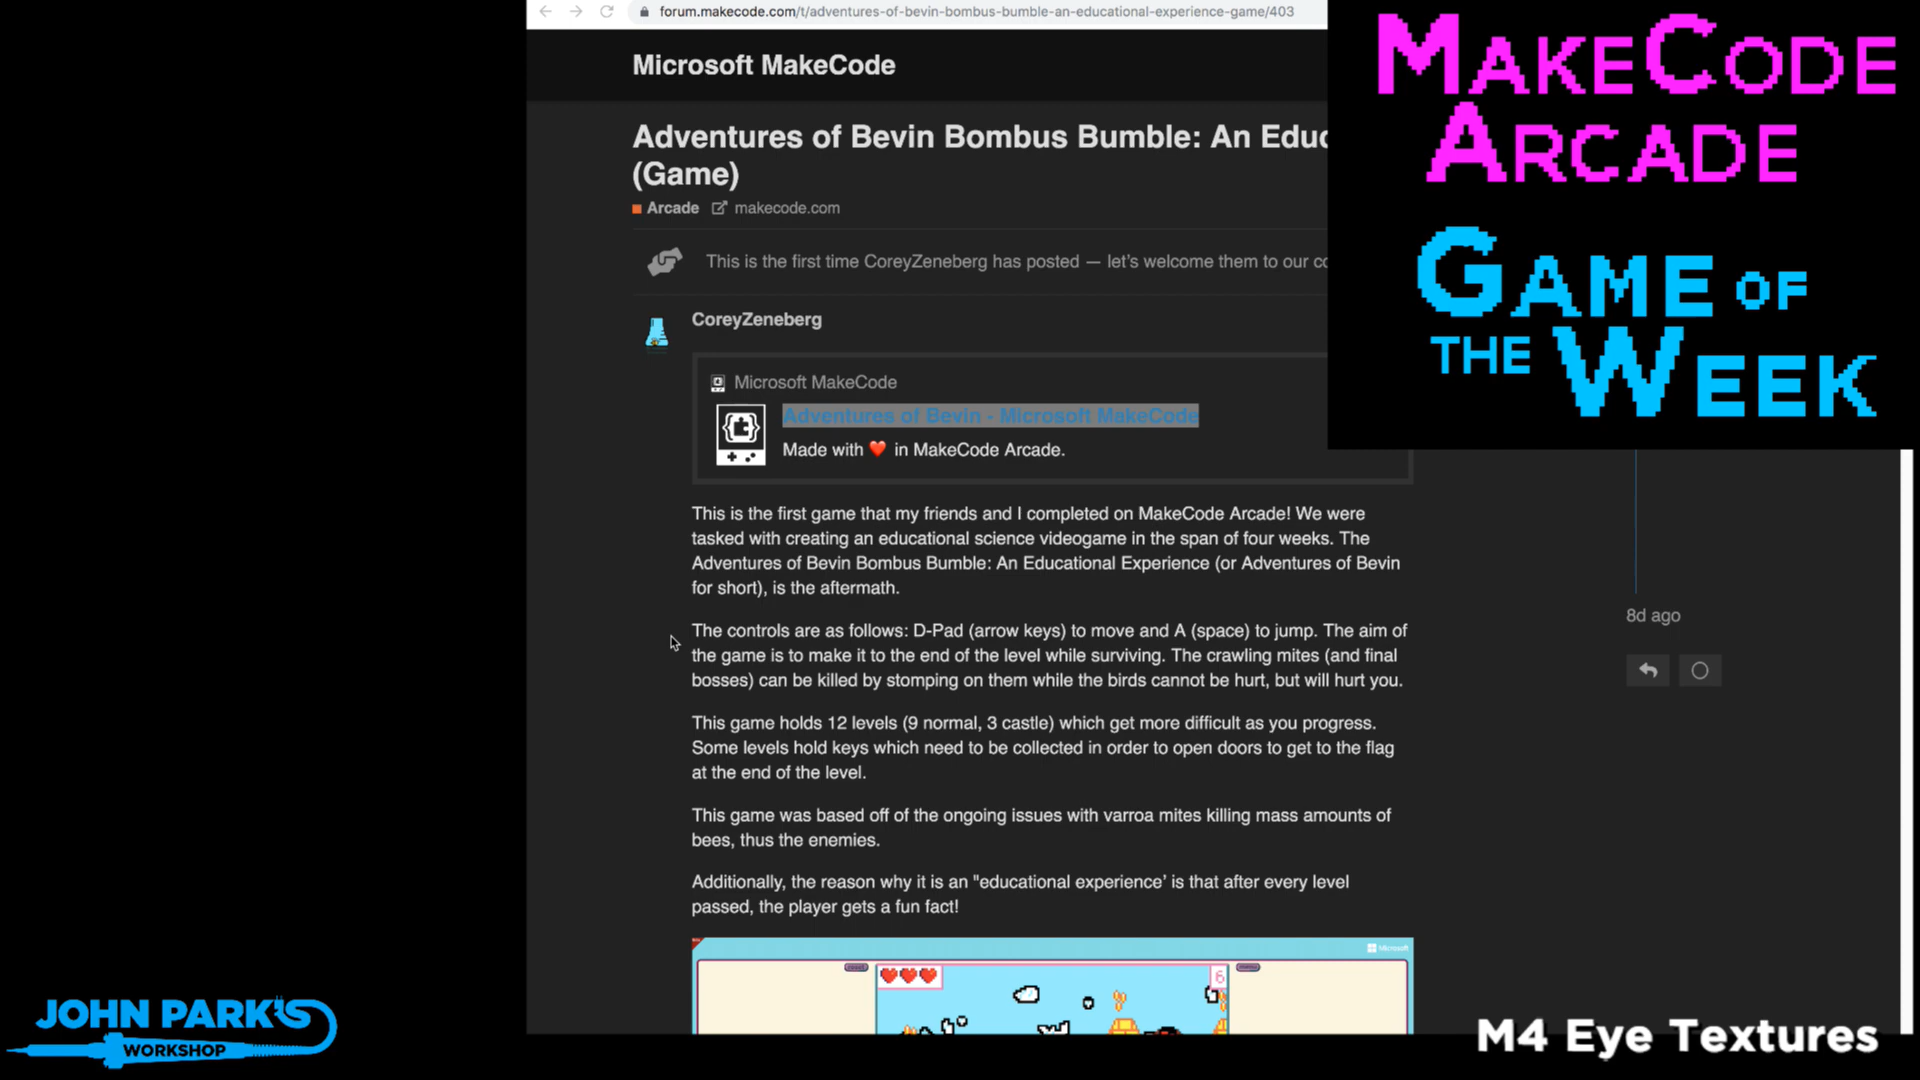 forum.makecode.com/t/adventures-of-bevin-bombus-bumble-an-educational-experience-game/403
MAKECODE
ARCADE
GAME OF
THE WEEK
Microsoft MakeCode
Adventures of Bevin Bombus Bumble: An Educ
(Game)
Arcade makecode.com
This is the first time CoreyZeneberg has posted — let's welcome them to our co
CoreyZeneberg
Microsoft MakeCode
Adventures of Bevin - Microsoft MakeCode
Made with ❤️ in MakeCode Arcade.
This is the first game that my friends and I completed on MakeCode Arcade! We were
tasked with creating an educational science videogame in the span of four weeks. The
Adventures of Bevin Bombus Bumble: An Educational Experience (or Adventures of Bevin
for short), is the aftermath.
8d ago
The controls are as follows: D-Pad (arrow keys) to move and A (space) to jump. The aim of
the game is to make it to the end of the level while surviving. The crawling mites (and final
bosses) can be killed by stomping on them while the birds cannot be hurt, but will hurt you.
This game holds 12 levels (9 normal, 3 castle) which get more difficult as you progress.
Some levels hold keys which need to be collected in order to open doors to get to the flag
at the end of the level.
This game was based off of the ongoing issues with varroa mites killing mass amounts of
bees, thus the enemies.
Additionally, the reason why it is an "educational experience' is that after every level
passed, the player gets a fun fact!
Microsoft
6
JOHN PARK'S
WORKSHOP
M4 Eye Textures